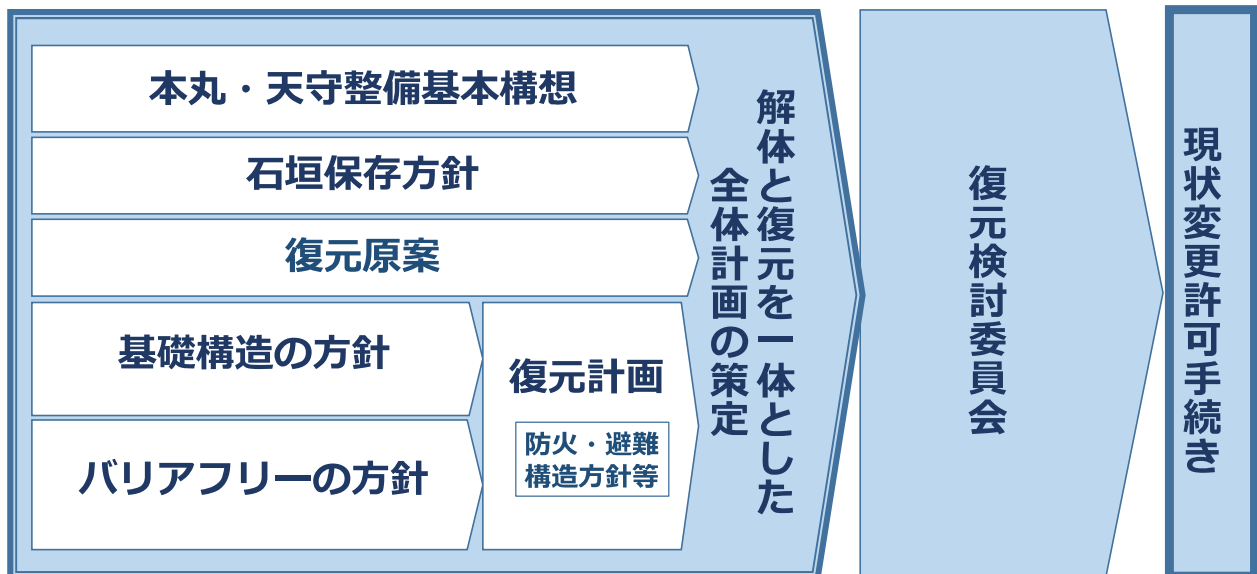 本丸・天守整備基本構想
石垣保存方針
復元原案
基礎構造の方針
バリアフリーの方針
復元計画
防火・避難
構造方針等
解体と復元を一体とした
全体計画の策定
復元検討委員会
現状変更許可手続き